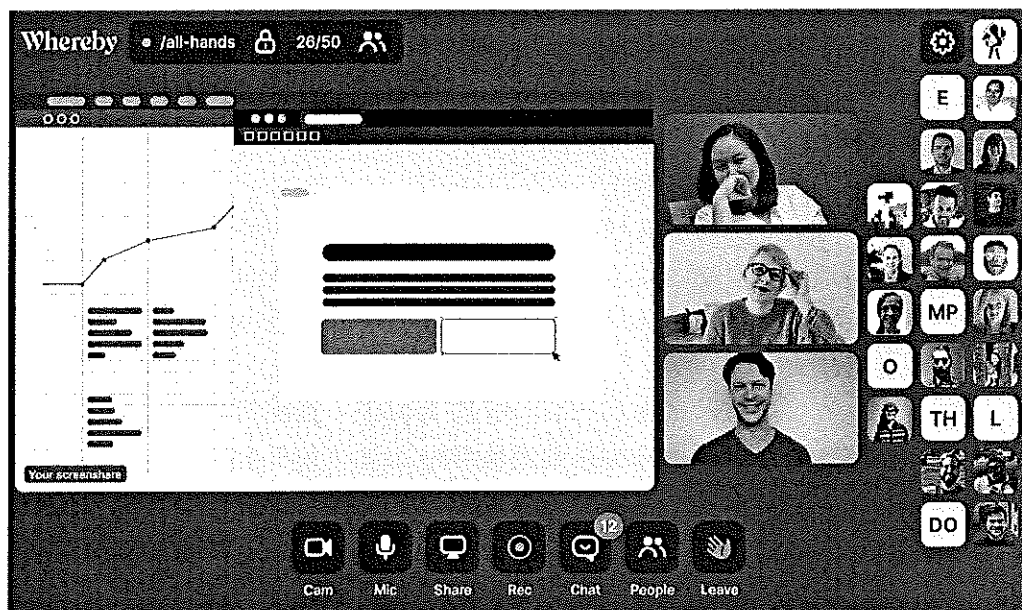 Whereby
/all-hands
26/50
E
MP
O
TH
L
DO
Your screenshare
12
Cam
Mic
Share
Rec
Chat
People
Leave